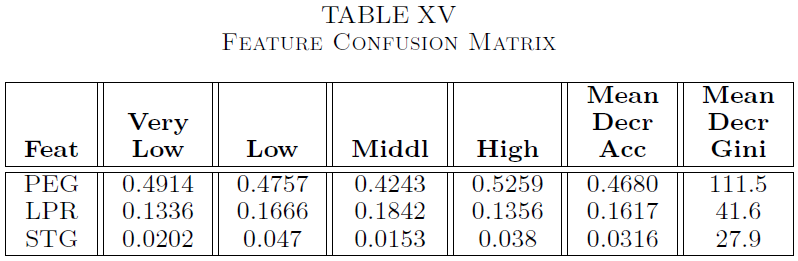 TABLE XV
FEATURE CONFUSION MATRIX
Feat Very Low Low Middl High Mean Decr Acc Mean Decr Gini
PEG 0.4914 0.4757 0.4243 0.5259 0.4680 111.5
LPR 0.1336 0.1666 0.1842 0.1356 0.1617 41.6
STG 0.0202 0.047 0.0153 0.038 0.0316 27.9